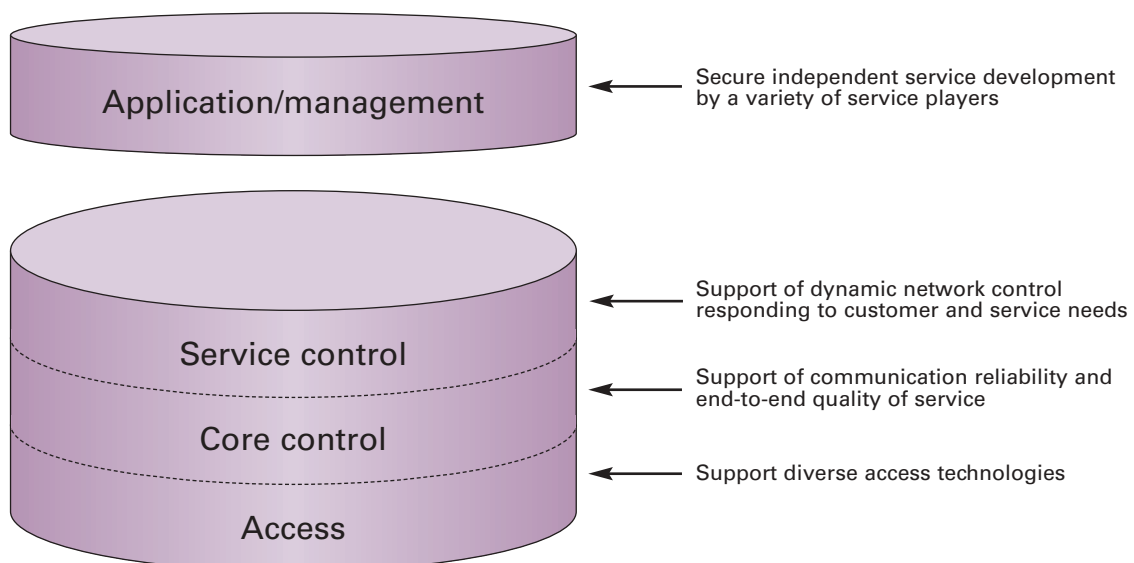 Application/management
Secure independent service development
by a variety of service players
Support of dynamic network control
responding to customer and service needs
Service control
Support of communication reliability and
end-to-end quality of service
Core control
Support diverse access technologies
Access